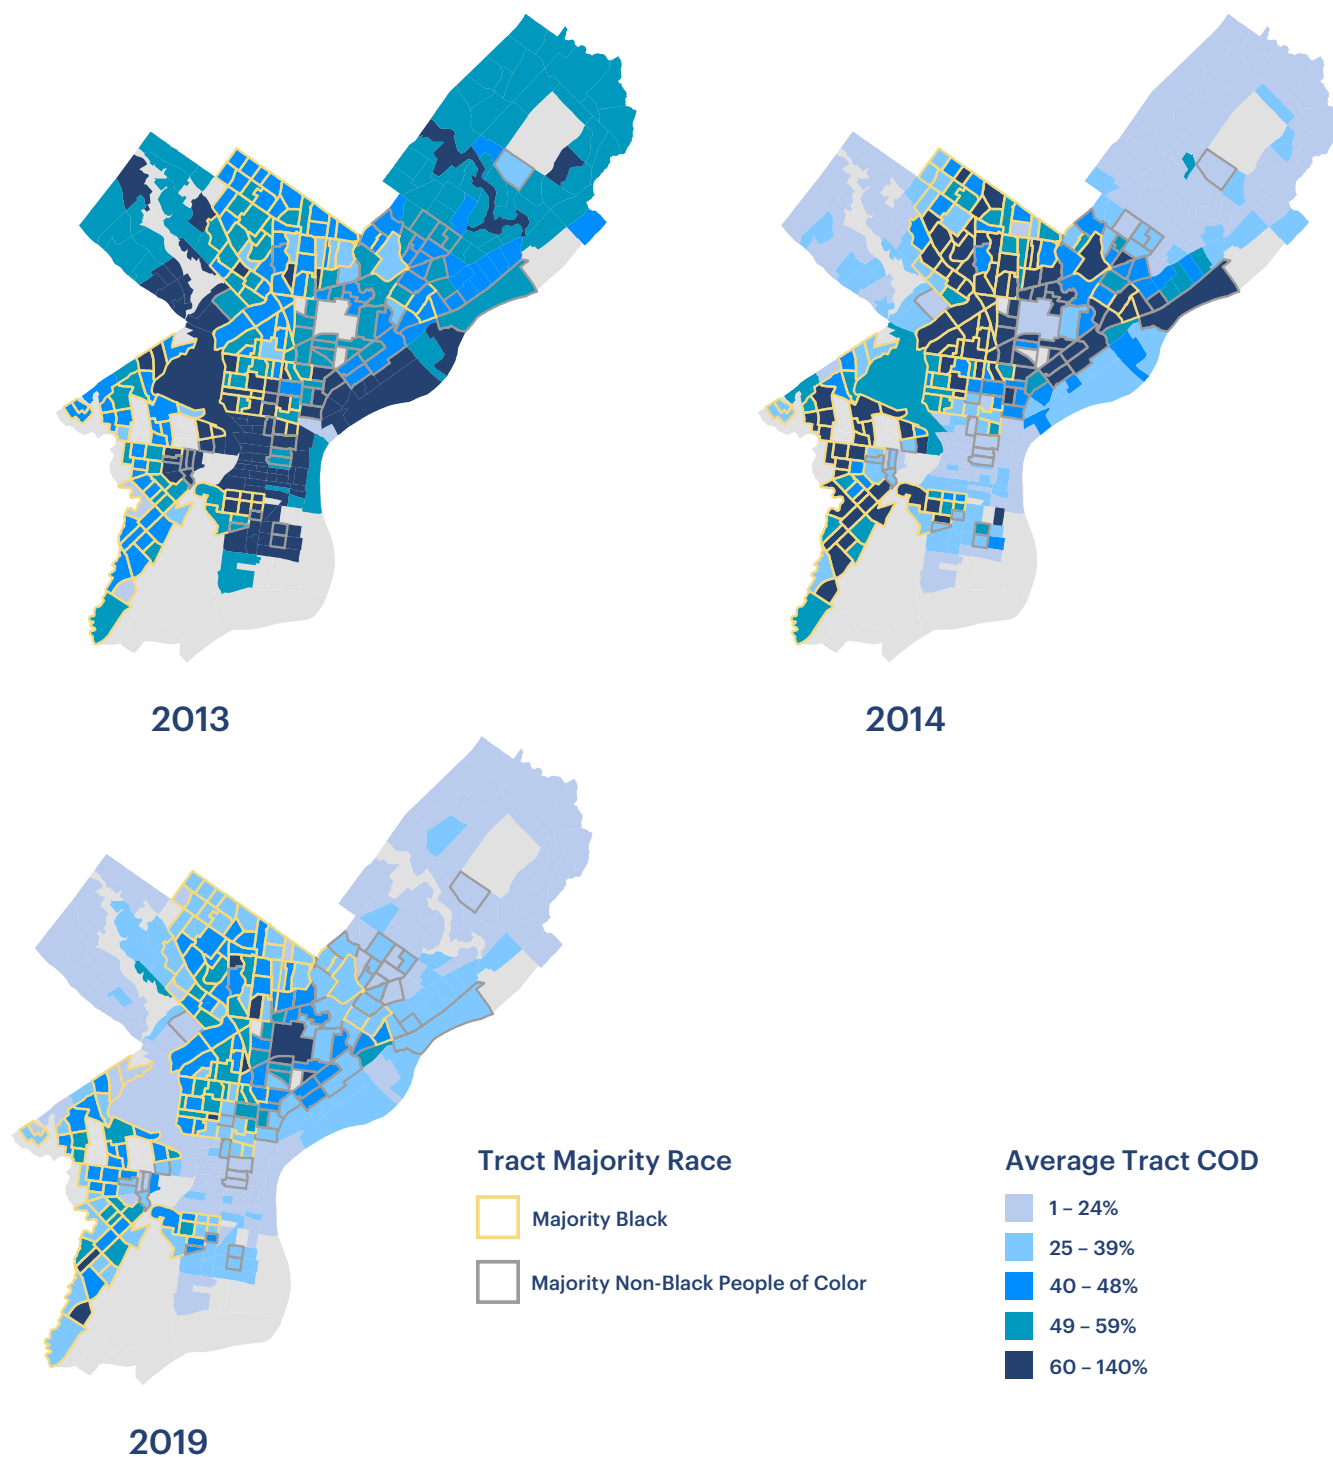 2013
2014
2019
Tract Majority Race
Majority Black
Majority Non-Black People of Color
Average Tract COD
1 – 24%
25 – 39%
40 – 48%
49 – 59%
60 – 140%